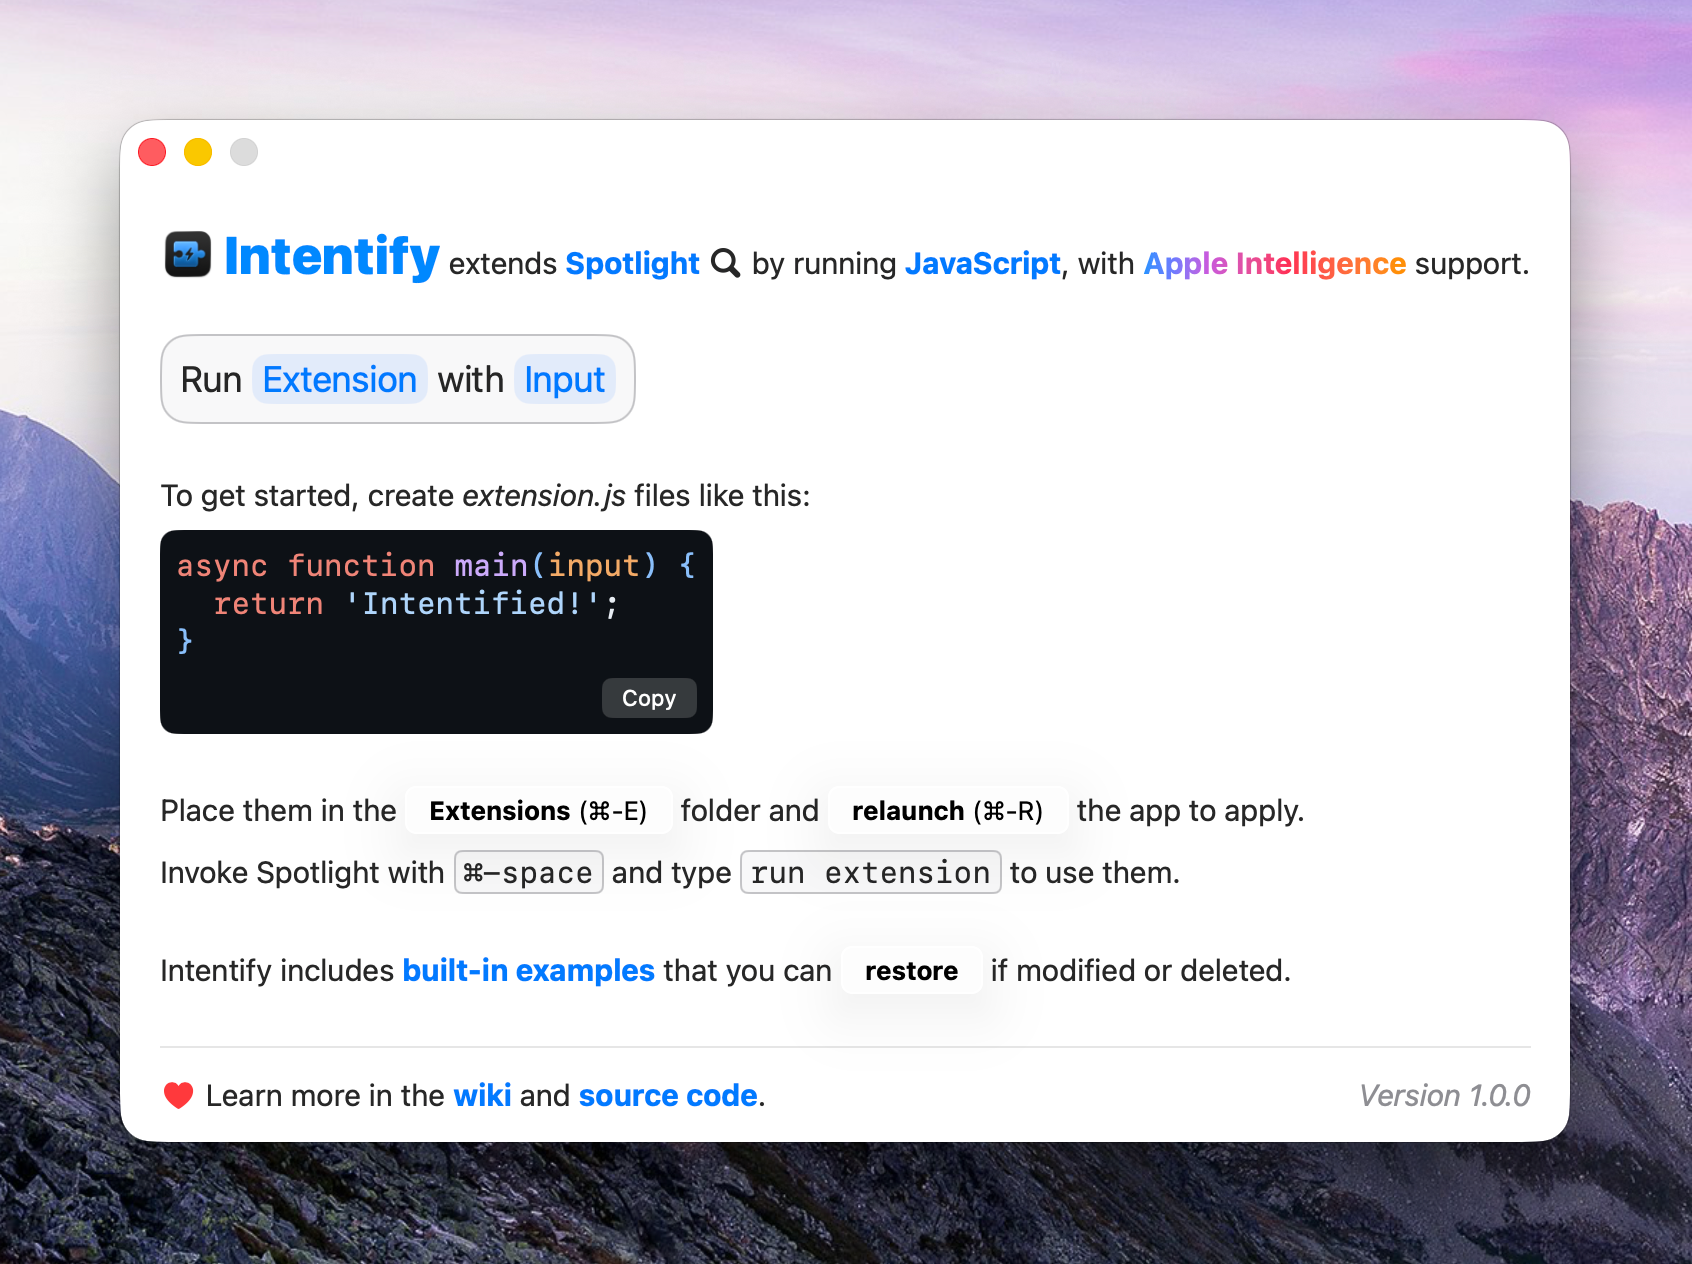 Intentify extends Spotlight by running JavaScript, with Apple Intelligence support.
Run Extension with Input
To get started, create extension.js files like this:
async function main(input) {
  return 'Intentified!';
}
Copy
Place them in the Extensions (⌘-E) folder and relaunch (⌘-R) the app to apply.
Invoke Spotlight with ⌘-space and type run extension to use them.
Intentify includes built-in examples that you can restore if modified or deleted.
Learn more in the wiki and source code.
Version 1.0.0